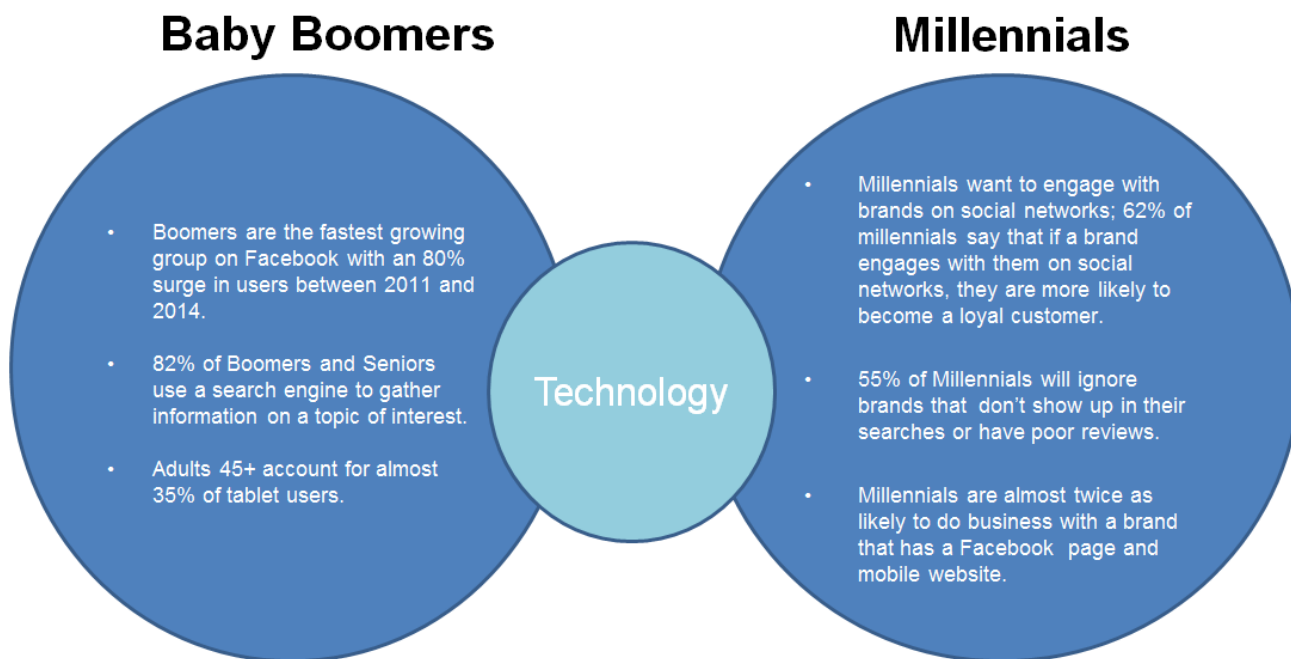 Baby Boomers
• Boomers are the fastest growing
group on Facebook with an 80%
surge in users between 2011 and
2014.
• 82% of Boomers and Seniors
use a search engine to gather
information on a topic of interest.
• Adults 45+ account for almost
35% of tablet users.
Technology
Millennials
• Millennials want to engage with
brands on social networks; 62% of
millennials say that if a brand
engages with them on social
networks, they are more likely to
become a loyal customer.
• 55% of Millennials will ignore
brands that don’t show up in their
searches or have poor reviews.
• Millennials are almost twice as
likely to do business with a brand
that has a Facebook page and
mobile website.